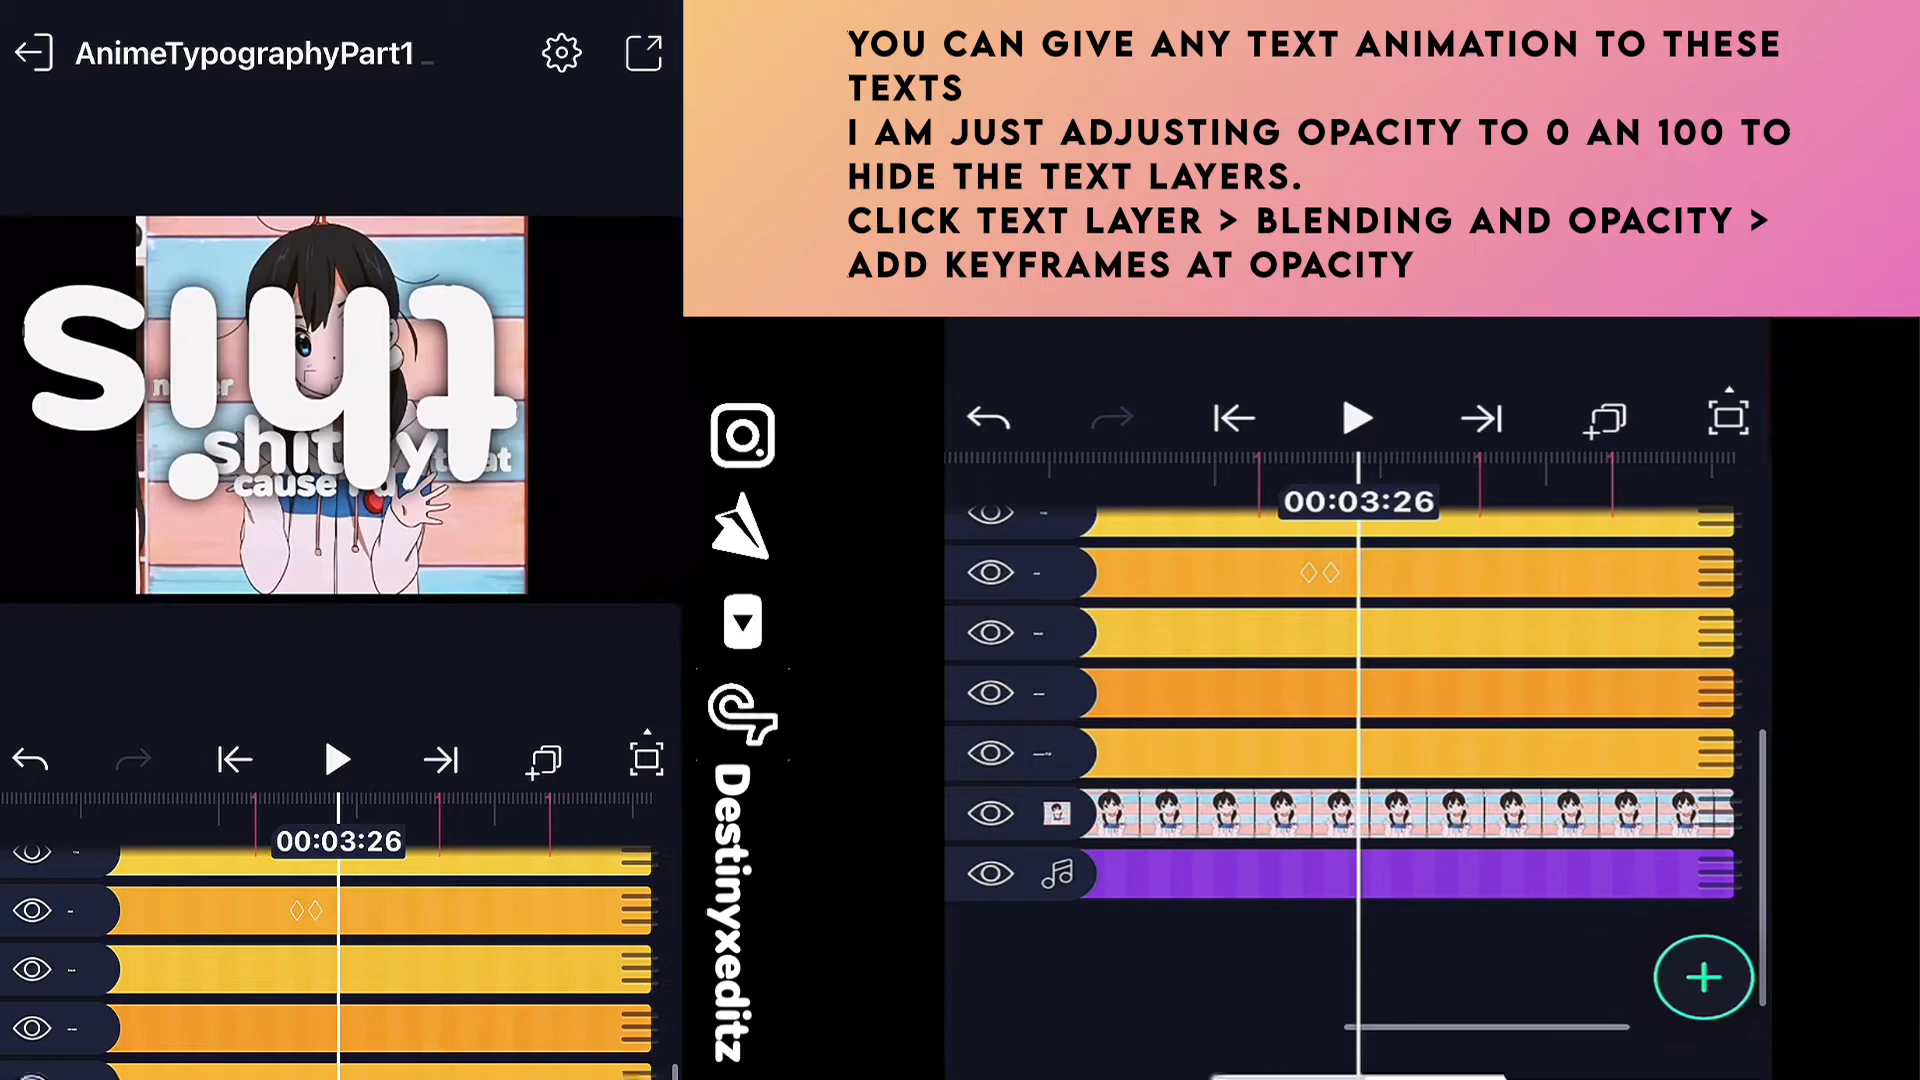 AnimeTypographyPart1
YOU CAN GIVE ANY TEXT ANIMATION TO THESE
TEXTS
I AM JUST ADJUSTING OPACITY TO 0 AN 100 TO
HIDE THE TEXT LAYERS.
CLICK TEXT LAYER > BLENDING AND OPACITY >
ADD KEYFRAMES AT OPACITY
this
shit
cause
00:03:26
00:03:26
Destinyxeditz